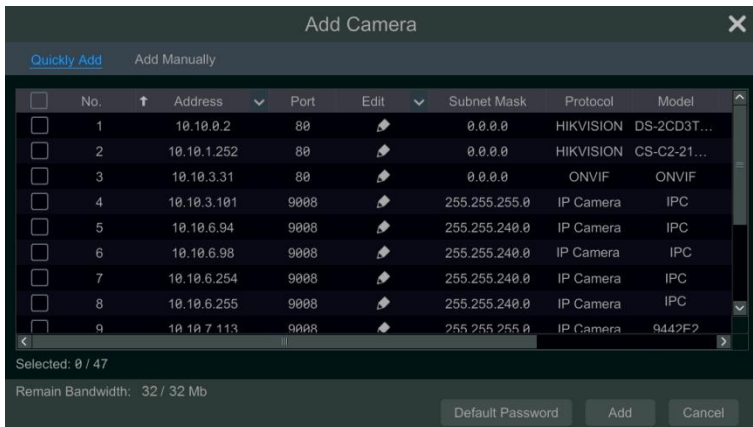 Add Camera
Quickly Add Add Manually
No. Address Port Edit Subnet Mask Protocol Model
1 10.10.0.2 80 0.0.0.0 HIKVISION DS-2CD3T...
2 10.10.1.252 80 0.0.0.0 HIKVISION CS-C2-21...
3 10.10.3.31 80 0.0.0.0 ONVIF ONVIF
4 10.10.3.101 9008 255.255.255.0 IP Camera IPC
5 10.10.6.94 9008 255.255.240.0 IP Camera IPC
6 10.10.6.98 9008 255.255.240.0 IP Camera IPC
7 10.10.6.254 9008 255.255.240.0 IP Camera IPC
8 10.10.6.255 9008 255.255.240.0 IP Camera IPC
9 10.10.7.113 9008 255.255.255.0 IP Camera 9442E2
Selected: 0 / 47
Remain Bandwidth: 32 / 32 Mb
Default Password Add Cancel